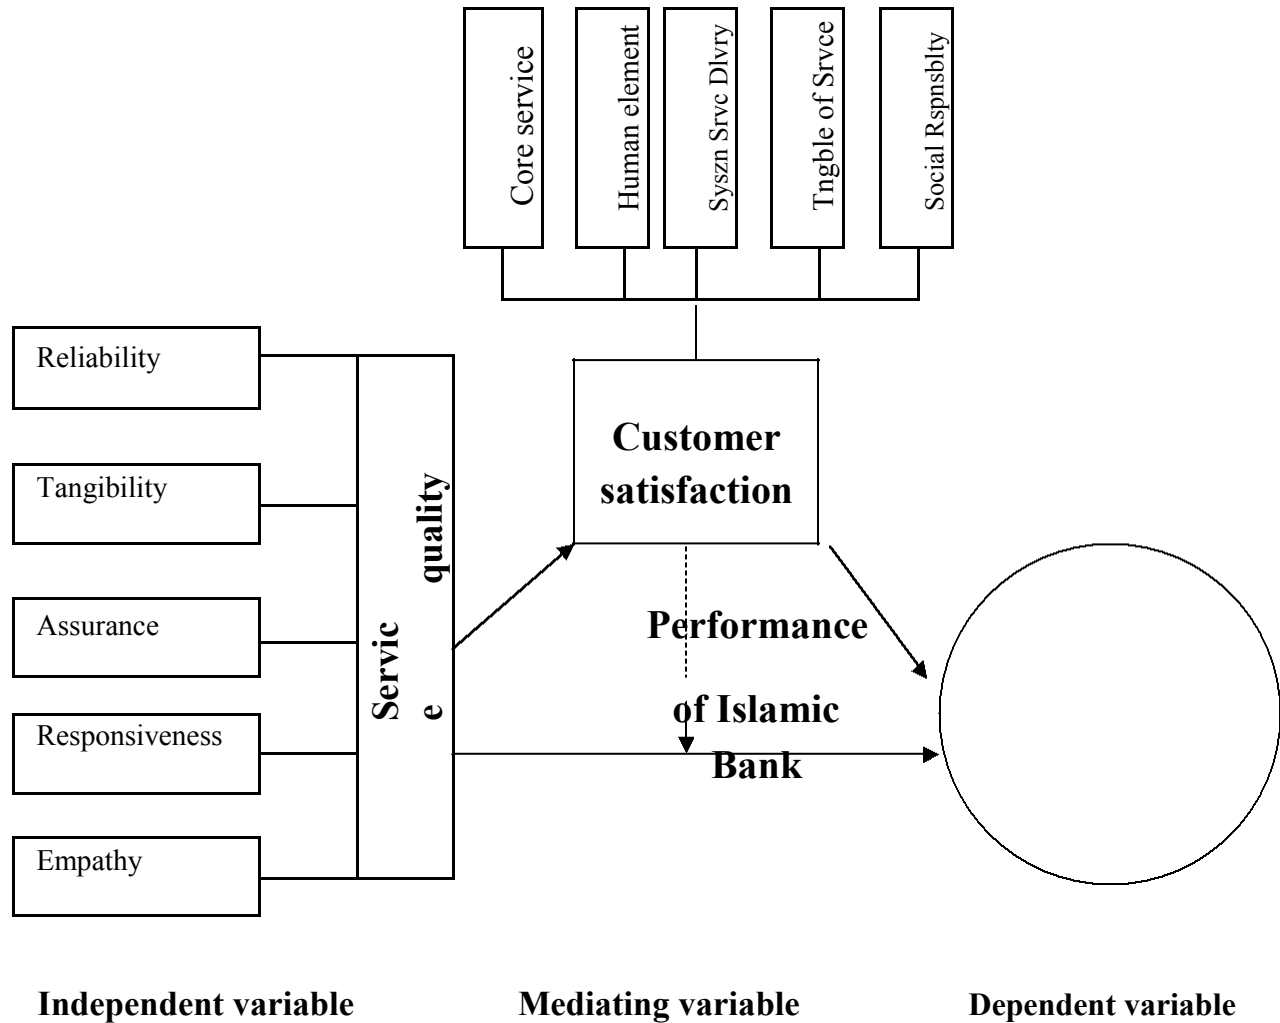 Core service
Human element
Syszn Srvc Dlvry
Tngble of Srvce
Social Rspnsblty
Reliability
Tangibility
Assurance
Responsiveness
Empathy
Servic
e quality
Customer
satisfaction
Performance
of Islamic
Bank
Independent variable
Mediating variable
Dependent variable